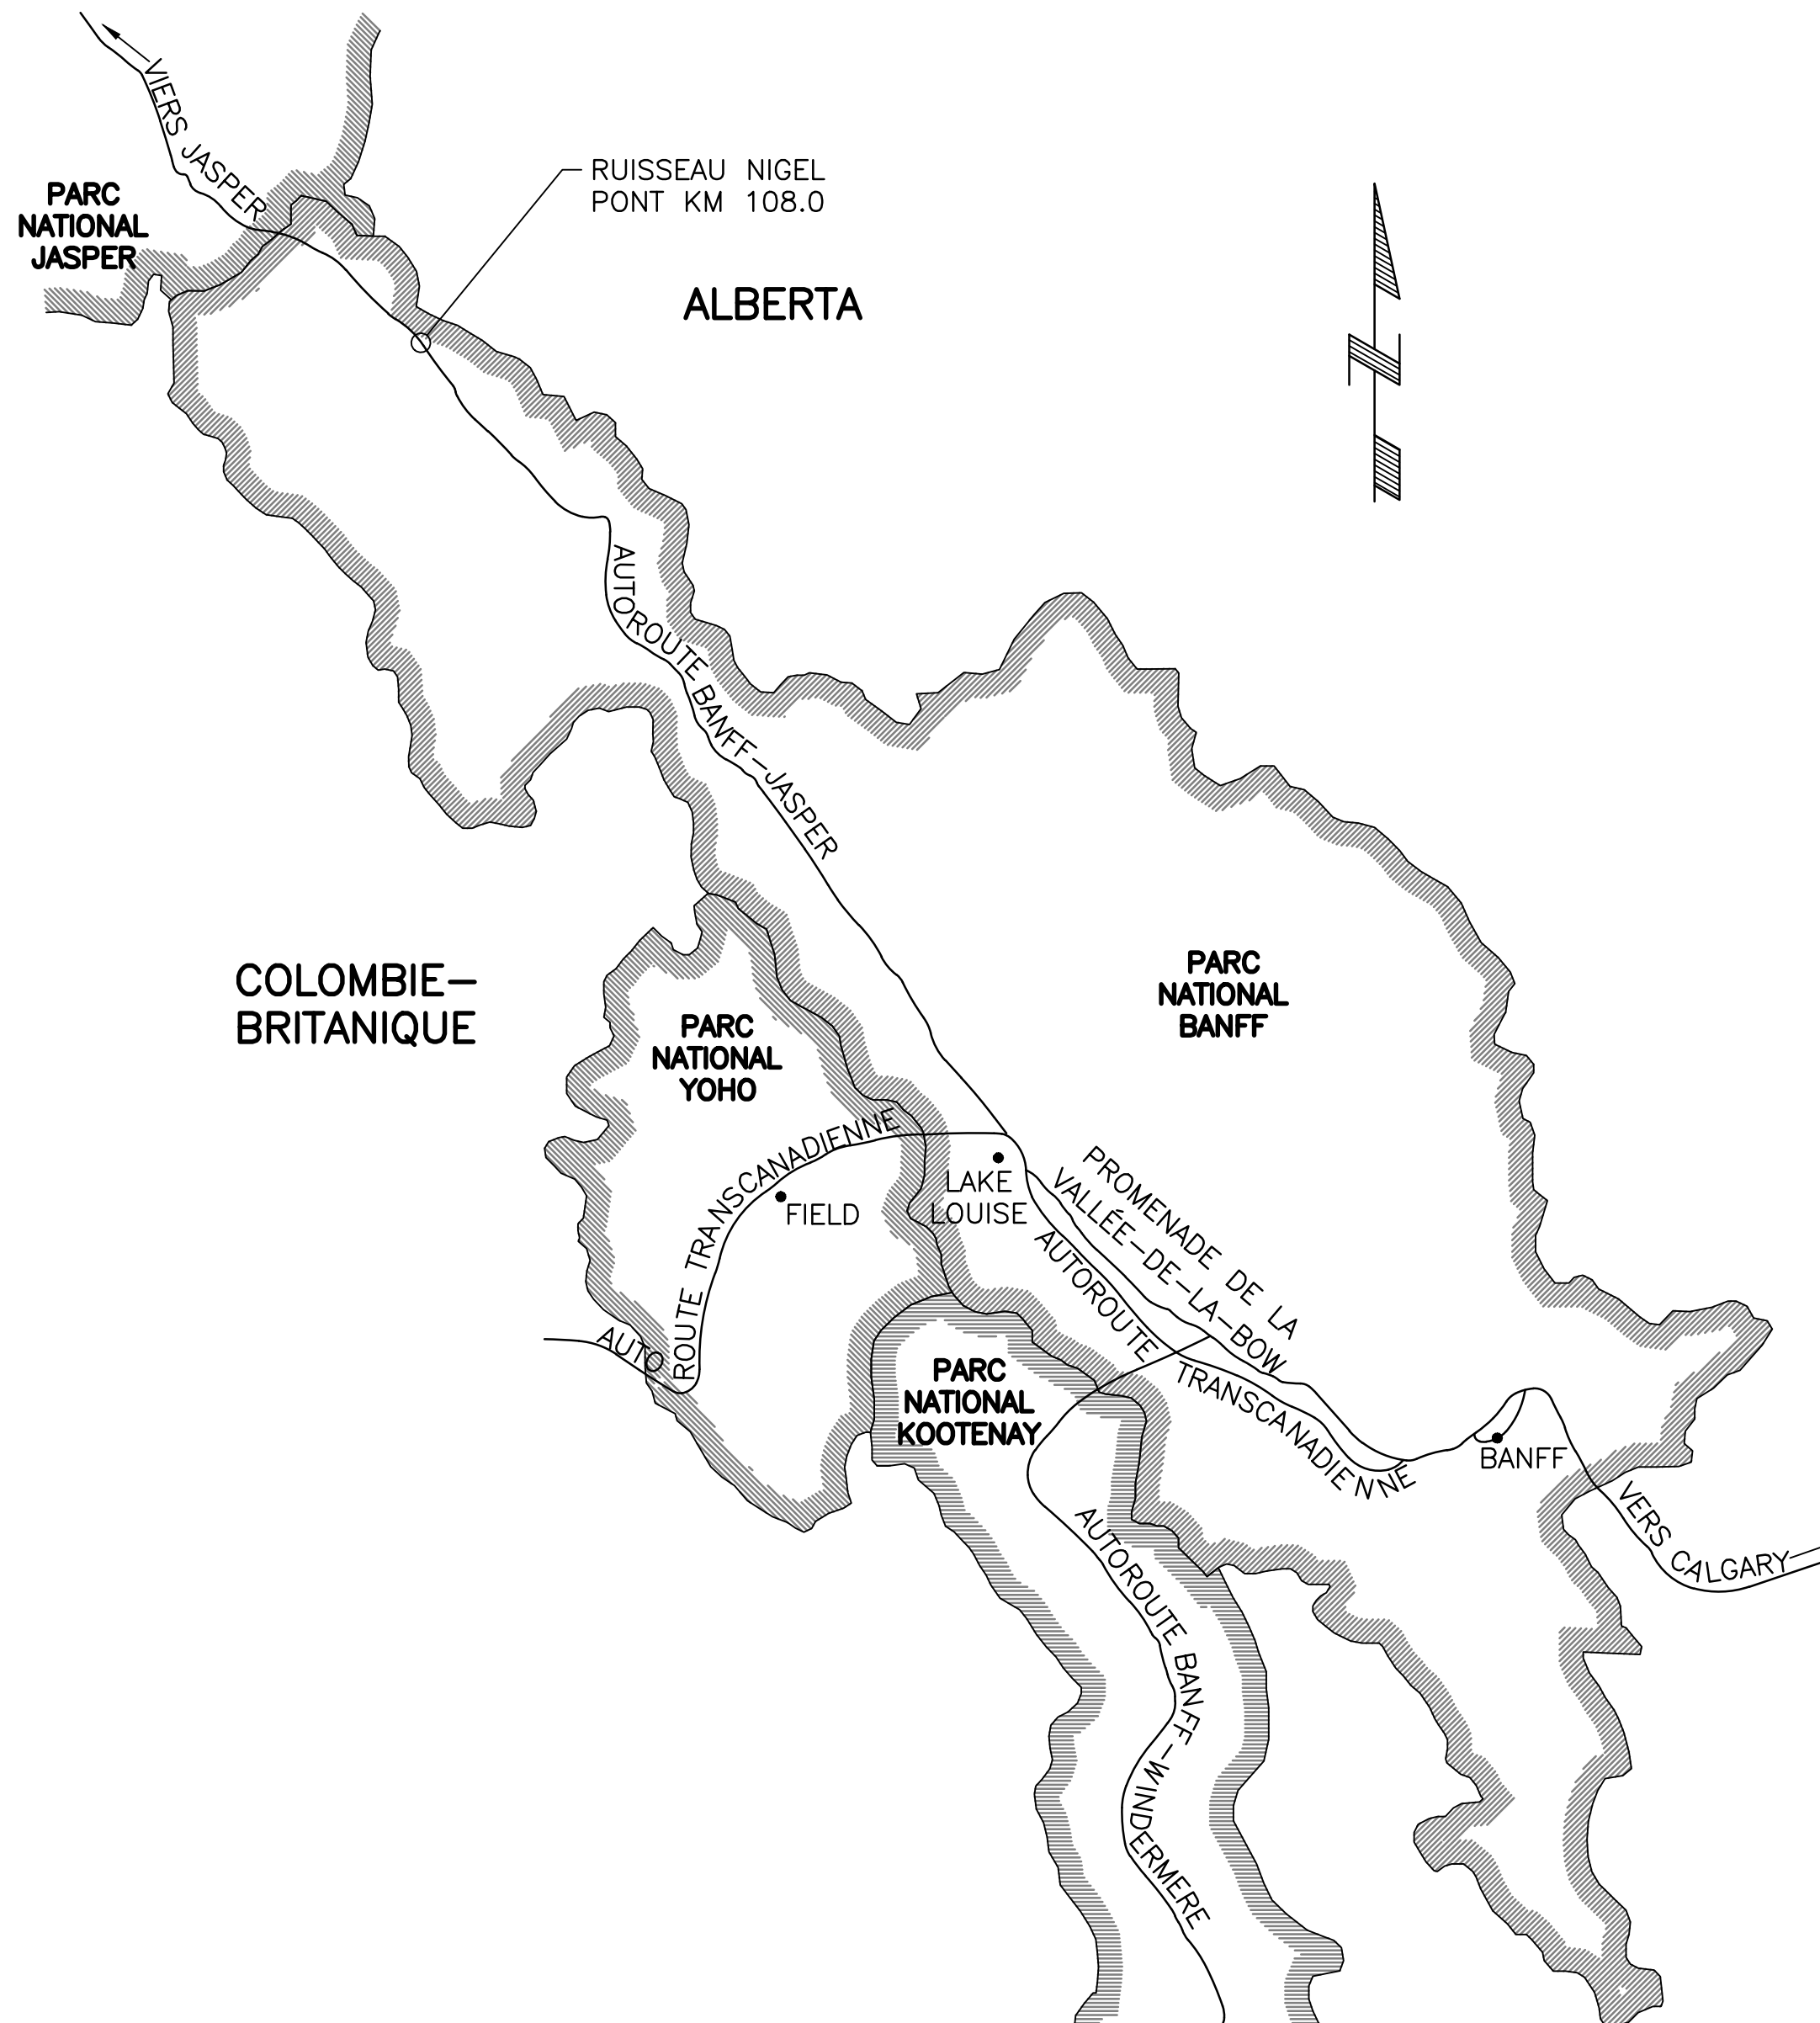 VIERS JASPER
RUISSEAU NIGEL
PONT KM 108.0
PARC
NATIONAL
JASPER
ALBERTA
AUTOROUTE BANFF-JASPER
COLOMBIE-
BRITANIQUE
PARC
NATIONAL
BANFF
PARC
NATIONAL
YOHO
AUTOROUTE TRANSCANADIENNE
FIELD
LAKE
LOUISE
PROMENADE DE LA
VALLÉE-DE-LA-BOW
AUTOROUTE TRANSCANADIENNE
PARC
NATIONAL
KOOTENAY
BANFF
VERS CALGARY
AUTOROUTE BANFF-WINDERMERE